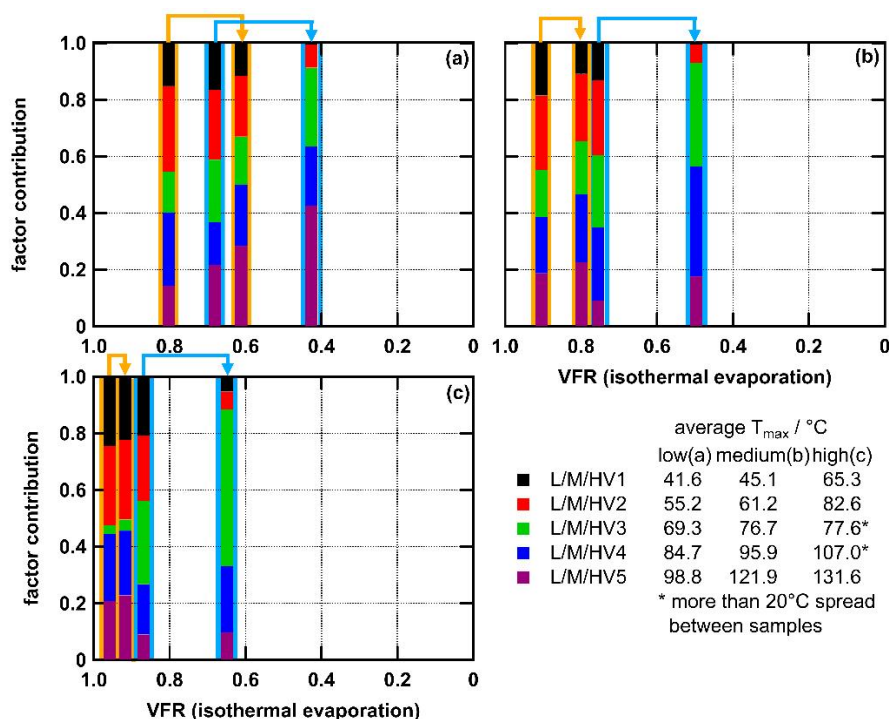 (a)
1.0
0.8
0.6
0.4
0.2
0
factor contribution
1.0 0.8 0.6 0.4 0.2 0
(b)
1.0 0.8 0.6 0.4 0.2 0
VFR (isothermal evaporation)
(c)
1.0
0.8
0.6
0.4
0.2
0
factor contribution
1.0 0.8 0.6 0.4 0.2 0
VFR (isothermal evaporation)
average Tmax / °C
low(a) medium(b) high(c)
L/M/HV1 41.6 45.1 65.3
L/M/HV2 55.2 61.2 82.6
L/M/HV3 69.3 76.7 77.6*
L/M/HV4 84.7 95.9 107.0*
L/M/HV5 98.8 121.9 131.6
* more than 20°C spread
between samples